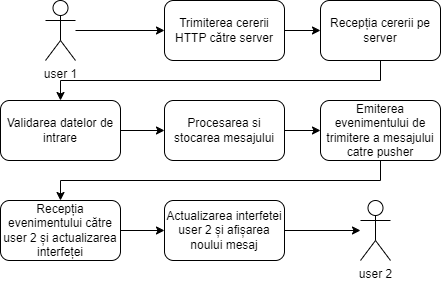 Trimiterea cererii
HTTP către server
Recepția cererii pe
server
user 1
Validarea datelor de
intrare
Procesarea si
stocarea mesajului
Emiterea
evenimentului de
trimitere a mesajului
catre pusher
Recepția
evenimentului către
user 2 și actualizarea
interfeței
Actualizarea interfetei
user 2 și afișarea
noului mesaj
user 2